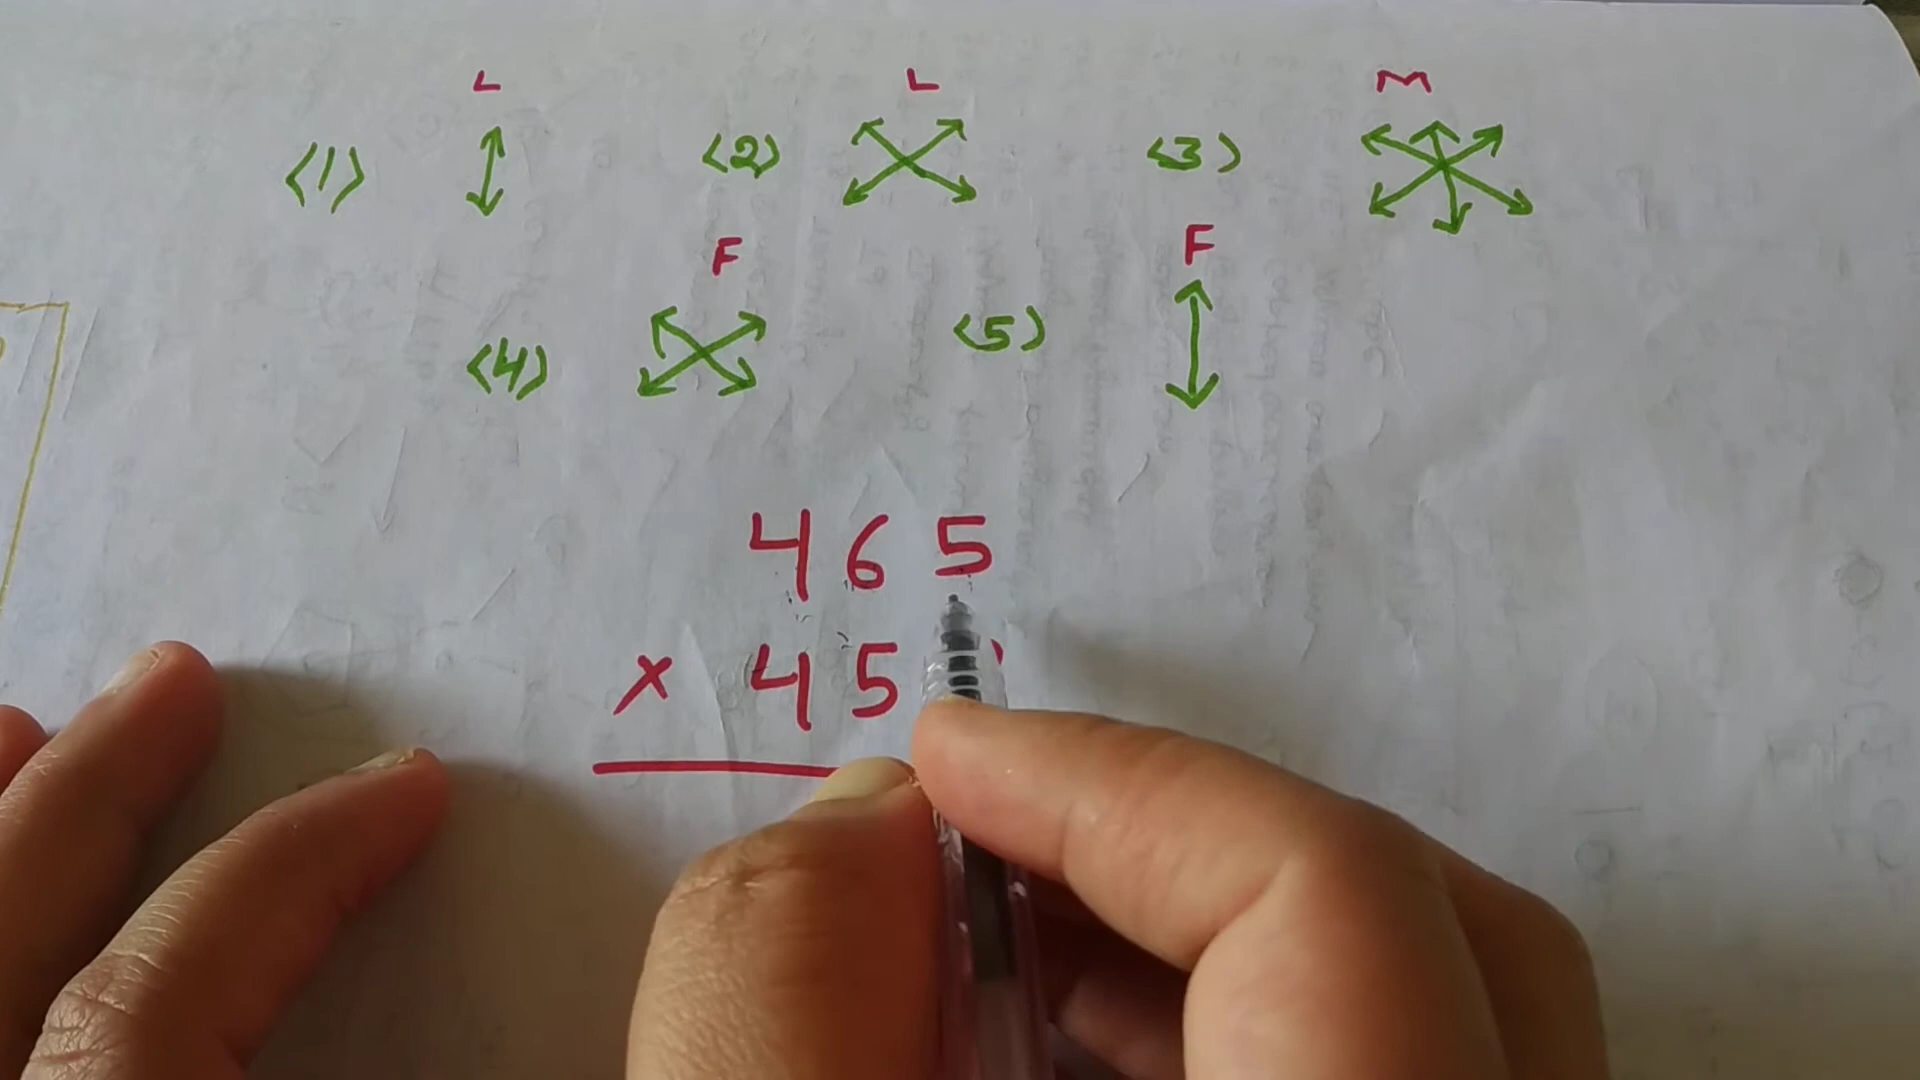 L L M
(1) (2) (3)
F F
(4) (5)
465
× 45